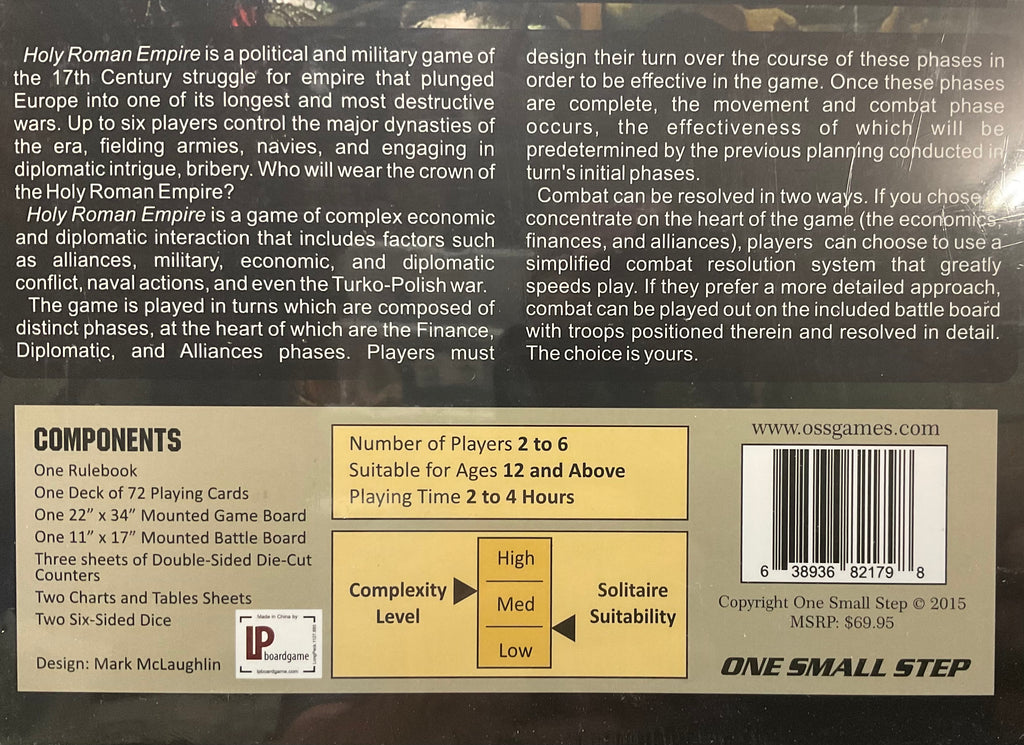 Holy Roman Empire is a political and military game of
the 17th Century struggle for empire that plunged
Europe into one of its longest and most destructive
wars. Up to six players control the major dynasties of
the era, fielding armies, navies, and engaging in
diplomatic intrigue, bribery. Who will wear the crown of
the Holy Roman Empire?
Holy Roman Empire is a game of complex economic
and diplomatic interaction that includes factors such
as alliances, military, economic, and diplomatic
conflict, naval actions, and even the Turko-Polish war.
The game is played in turns which are composed of
distinct phases, at the heart of which are the Finance,
Diplomatic, and Alliances phases. Players must
design their turn over the course of these phases in
order to be effective in the game. Once these phases
are complete, the movement and combat phase
occurs, the effectiveness of which will be
predetermined by the previous planning conducted in
turn's initial phases.
Combat can be resolved in two ways. If you chose
concentrate on the heart of the game (the economics,
finances, and alliances), players can choose to use a
simplified combat resolution system that greatly
speeds play. If they prefer a more detailed approach,
combat can be played out on the included battle board
with troops positioned therein and resolved in detail.
The choice is yours.
COMPONENTS
One Rulebook
One Deck of 72 Playing Cards
One 22" x 34" Mounted Game Board
One 11" x 17" Mounted Battle Board
Three sheets of Double-Sided Die-Cut
Counters
Two Charts and Tables Sheets
Two Six-Sided Dice
Design: Mark McLaughlin
Made in China by
LP boardgame
lpboardgame.com
Number of Players 2 to 6
Suitable for Ages 12 and Above
Playing Time 2 to 4 Hours
Complexity
Level
High
Med
Low
Solitaire
Suitability
www.ossgames.com
6 38936 82179 8
Copyright One Small Step © 2015
MSRP: $69.95
ONE SMALL STEP